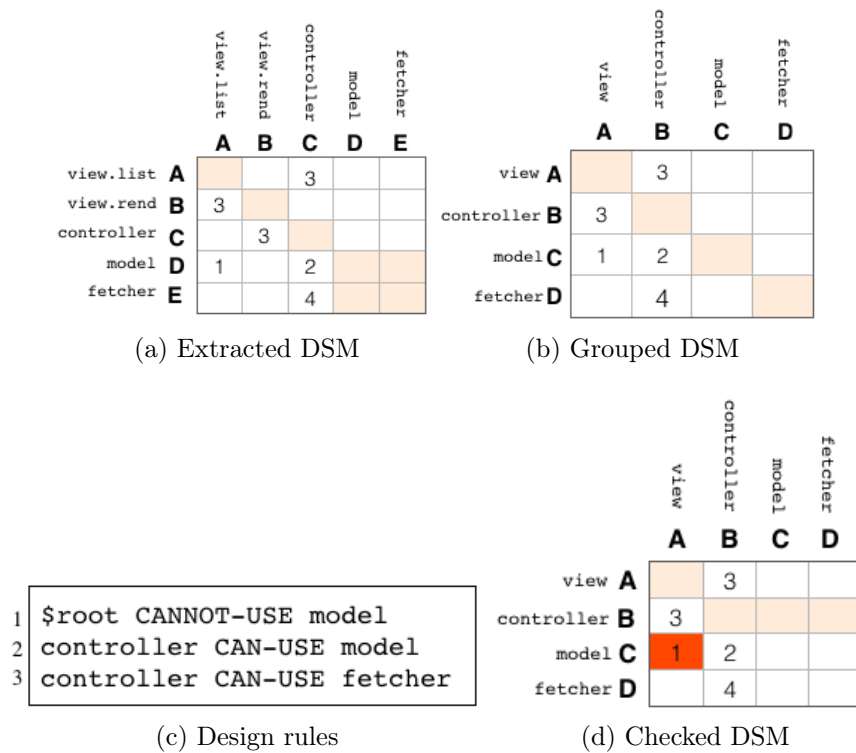 view.list view.rend controller model fetcher
A B C D E
view.list A 3
view.rend B 3
controller C 3
model D 1 2
fetcher E 4
(a) Extracted DSM
view controller model fetcher
A B C D
view A 3
controller B 3
model C 1 2
fetcher D 4
(b) Grouped DSM
1 $root CANNOT-USE model
2 controller CAN-USE model
3 controller CAN-USE fetcher
(c) Design rules
view controller model fetcher
A B C D
view A 3
controller B 3
model C 1 2
fetcher D 4
(d) Checked DSM